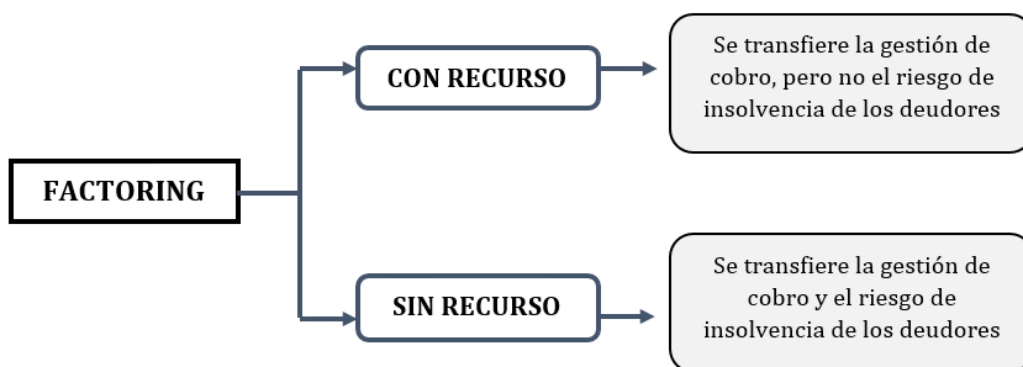 FACTORING
CON RECURSO
Se transfiere la gestión de
cobro, pero no el riesgo de
insolvencia de los deudores
SIN RECURSO
Se transfiere la gestión de
cobro y el riesgo de
insolvencia de los deudores